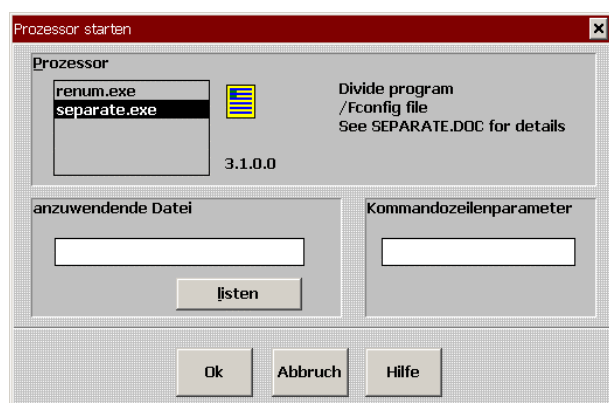 Prozessor starten
Prozessor
renum.exe
separate.exe
Divide program
/Fconfig file
See SEPARATE.DOC for details
3.1.0.0
anzuwendende Datei
Kommandozeilenparameter
listen
Ok
Abbruch
Hilfe